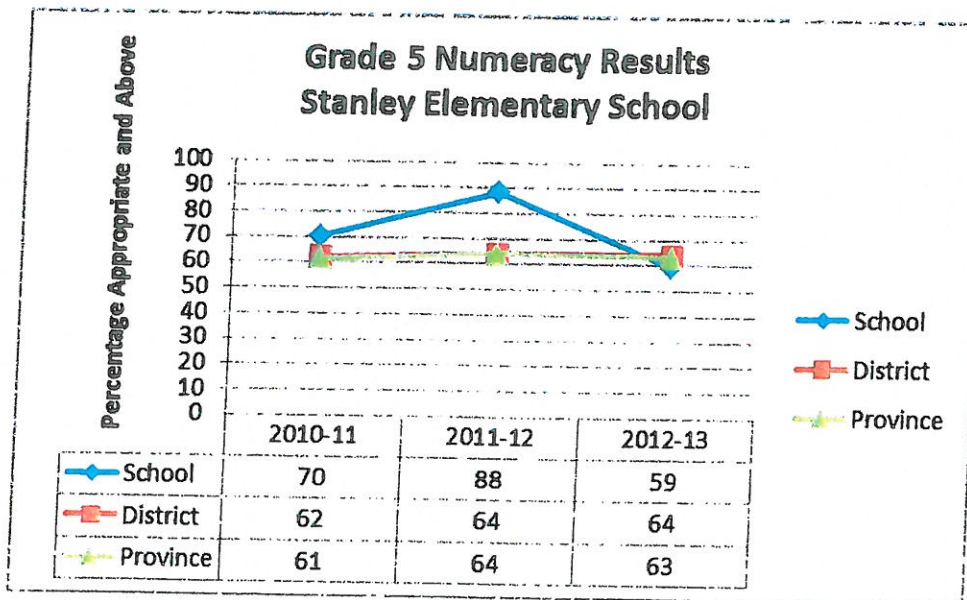 Grade 5 Numeracy Results
Stanley Elementary School
Percentage Appropriate and Above
100
90
80
70
60
50
40
30
20
10
0
School
District
Province
2010-11 2011-12 2012-13
School 70 88 59
District 62 64 64
Province 61 64 63